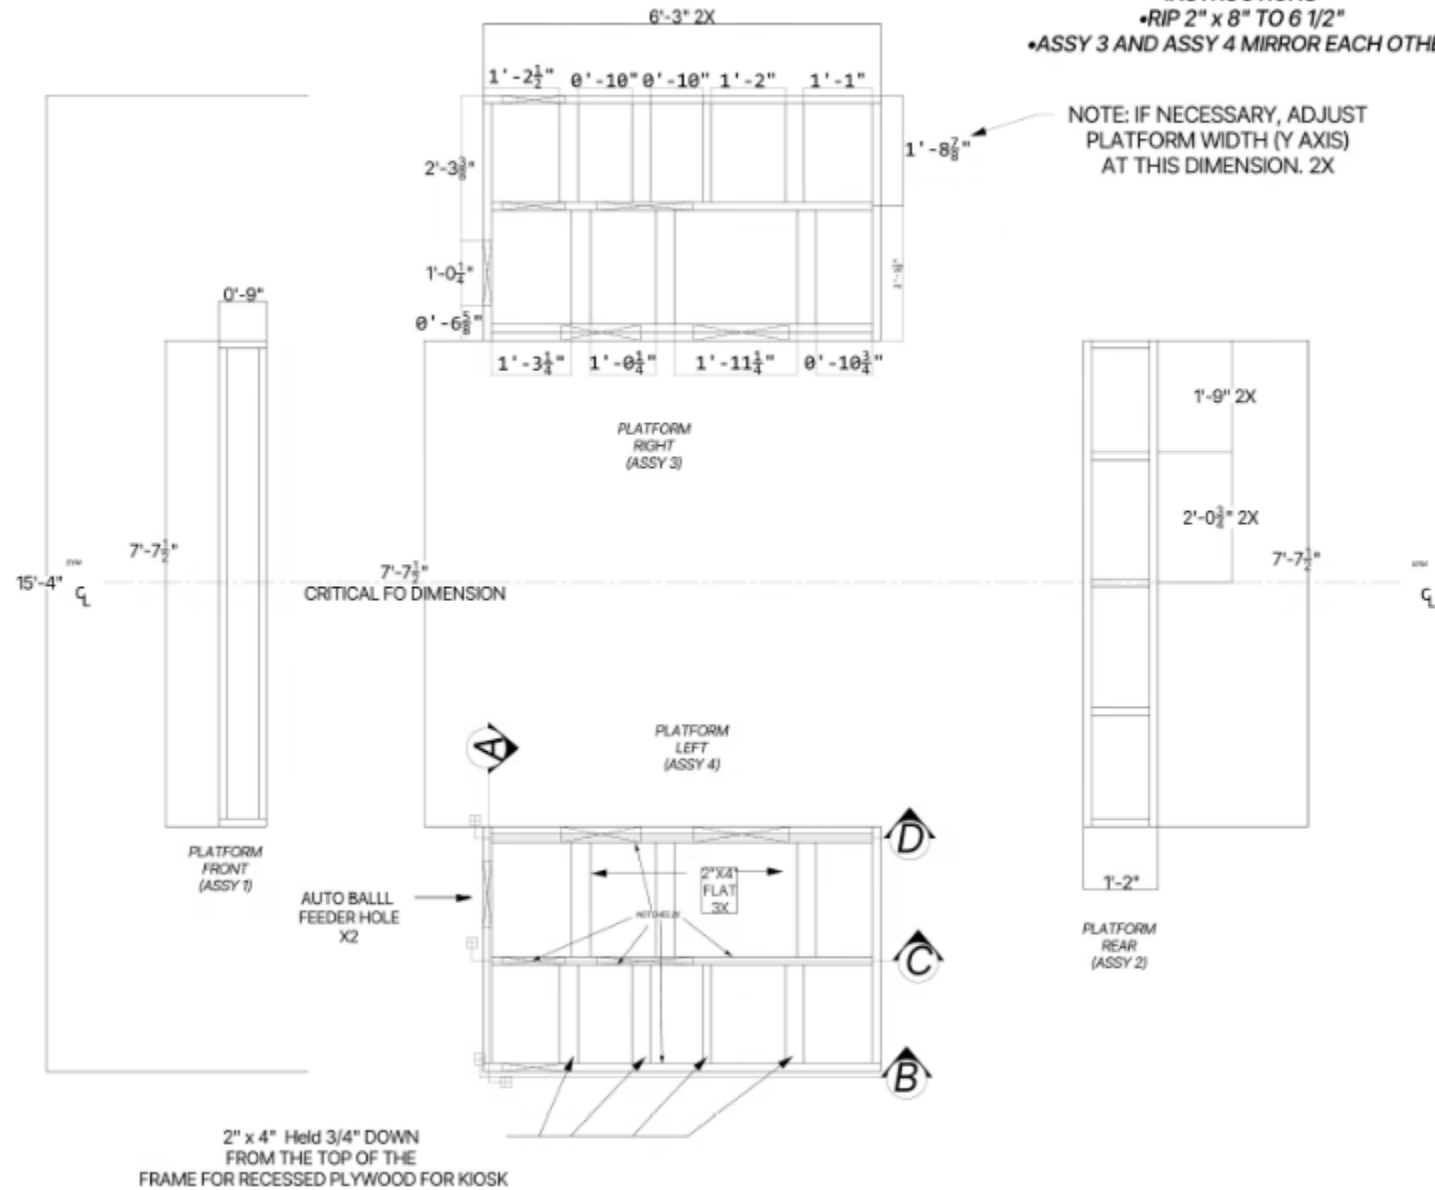 •RIP 2" x 8" TO 6 1/2"
•ASSY 3 AND ASSY 4 MIRROR EACH OTHE
NOTE: IF NECESSARY, ADJUST
PLATFORM WIDTH (Y AXIS)
AT THIS DIMENSION. 2X
6'-3" 2X
1'-2½" 0'-10" 0'-10" 1'-2" 1'-1"
1'-8⅞"
2'-3⅜"
1'-0¼"
0'-6⅝"
1'-3¼" 1'-0¼" 1'-11¼" 0'-10¾"
PLATFORM
RIGHT
(ASSY 3)
0'-9"
7'-7½"
15'-4"
CL
7'-7½"
CRITICAL FO DIMENSION
1'-9" 2X
2'-0¾" 2X
7'-7½"
CL
PLATFORM
LEFT
(ASSY 4)
A
D
C
B
2"X4"
FLAT
3X
PLATFORM
FRONT
(ASSY 1)
AUTO BALLL
FEEDER HOLE
X2
1'-2"
PLATFORM
REAR
(ASSY 2)
2" x 4" Held 3/4" DOWN
FROM THE TOP OF THE
FRAME FOR RECESSED PLYWOOD FOR KIOSK